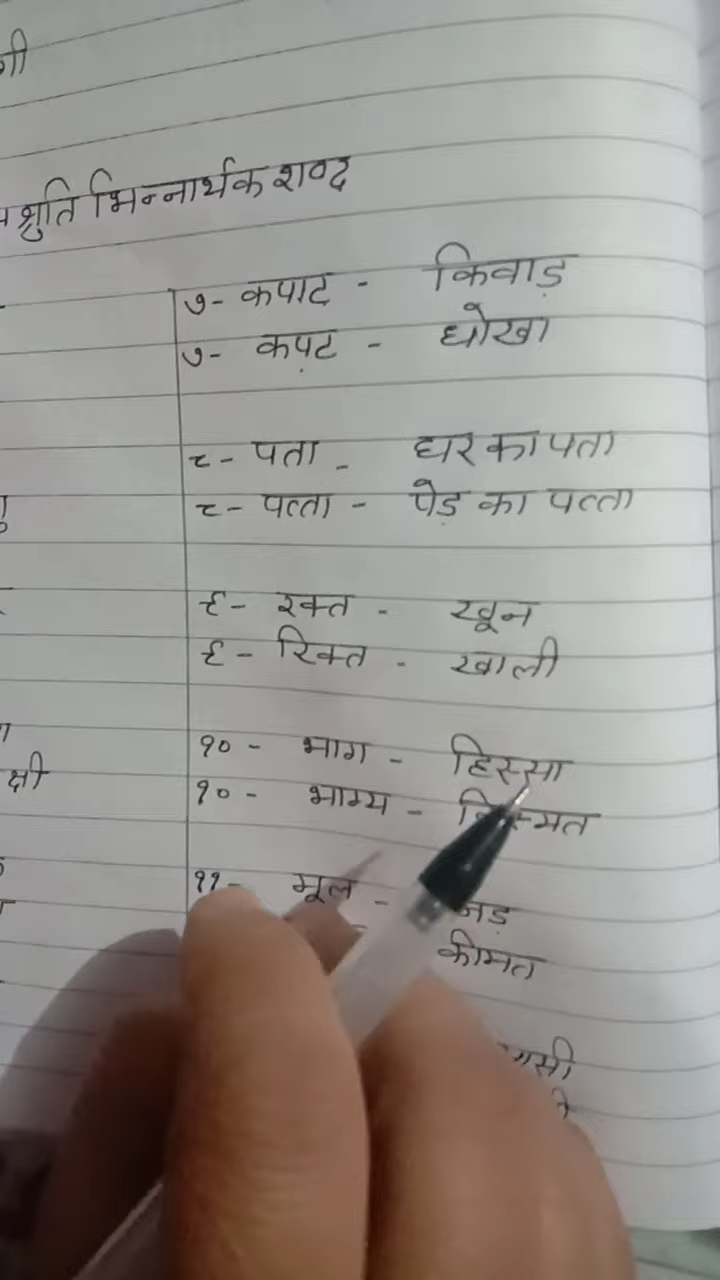 श्रुति भिन्नार्थक शब्द
७- कपाट - किवाड़
७- कपट - धोखा
८- पता - घर का पता
८- पत्ता - पेड़ का पत्ता
९- रक्त - खून
९- रिक्त - खाली
१० - भाग - हिस्सा
१० - भाग्य -
११- मूल - जड़
कीमत